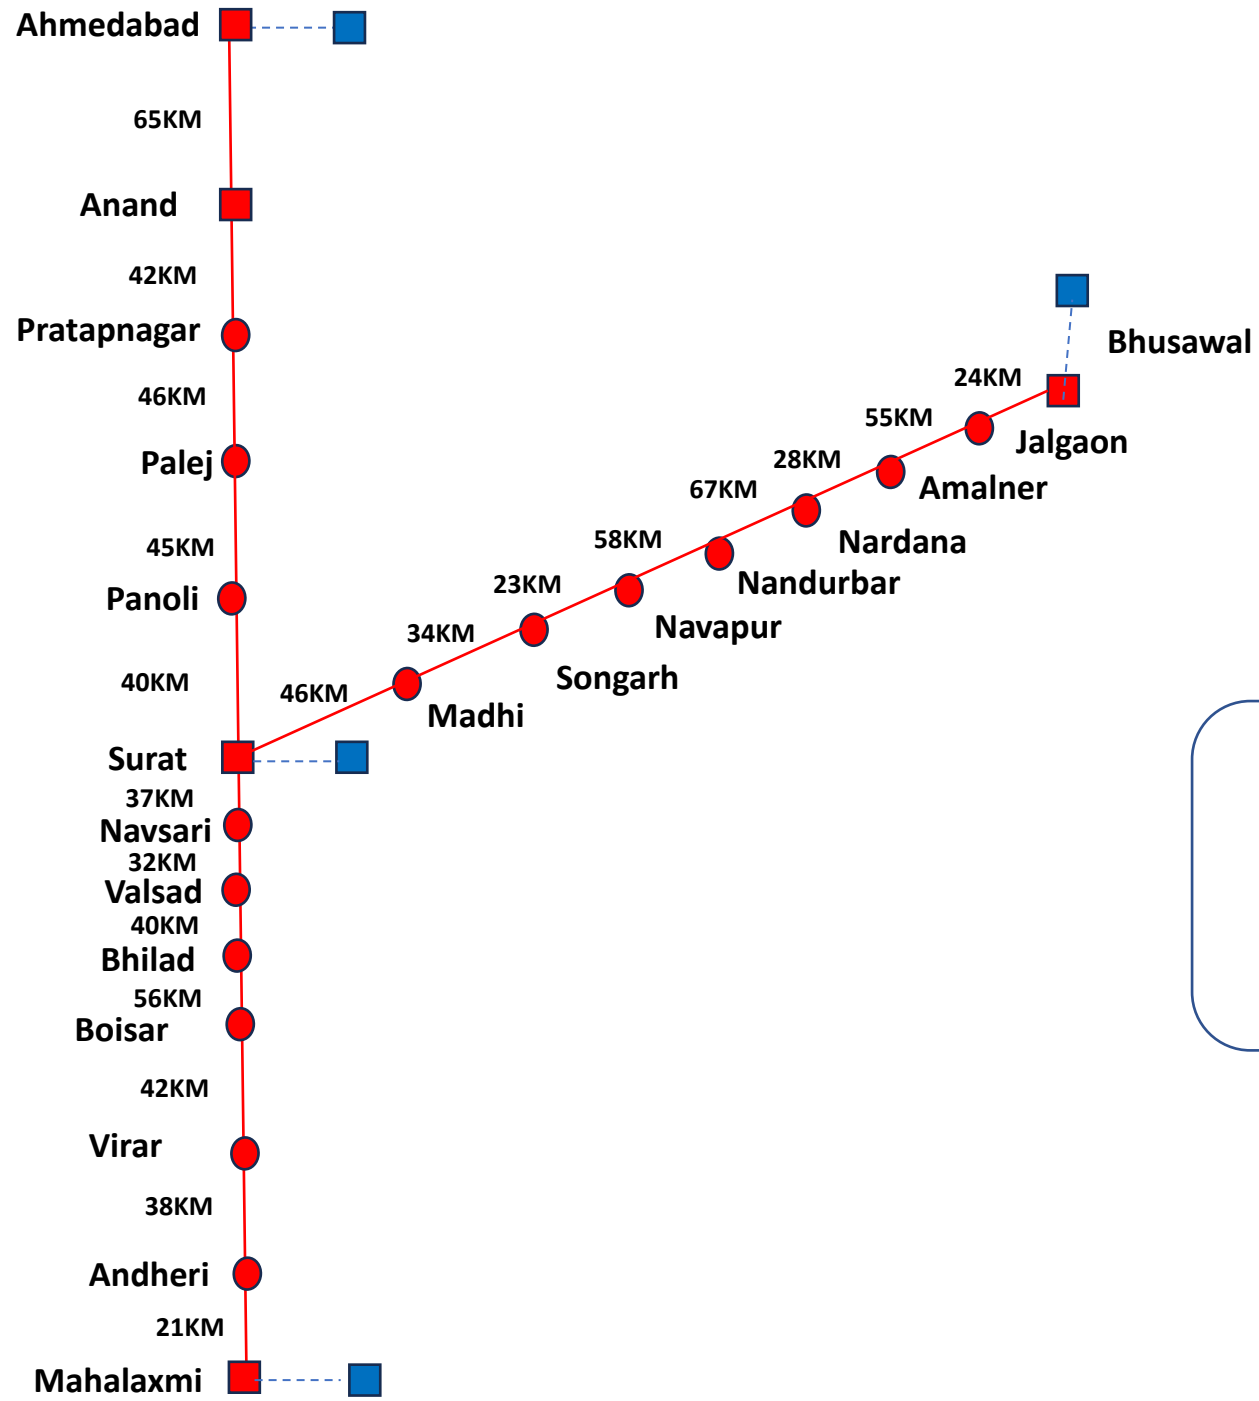 Ahmedabad
65KM
Anand
42KM
Pratapnagar
46KM
Palej
45KM
Panoli
40KM
Surat
37KM
Navsari
32KM
Valsad
40KM
Bhilad
56KM
Boisar
42KM
Virar
38KM
Andheri
21KM
Mahalaxmi
46KM
Madhi
34KM
Songarh
23KM
Navapur
58KM
Nandurbar
67KM
Nardana
28KM
Amalner
55KM
Jalgaon
24KM
Bhusawal